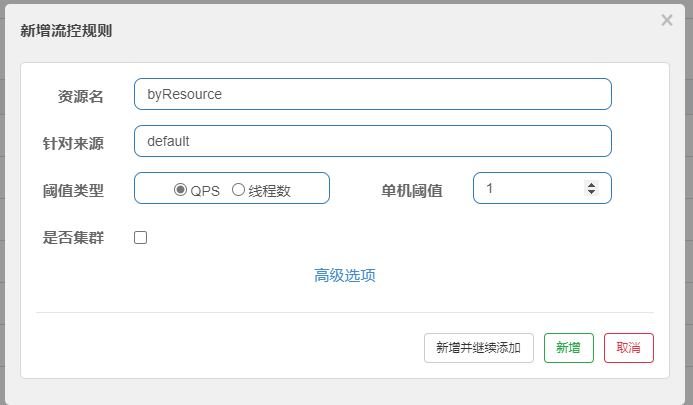 新增流控规则
资源名 byResource
针对来源 default
阈值类型 QPS 线程数 单机阈值 1
是否集群
高级选项
新增并继续添加 新增 取消